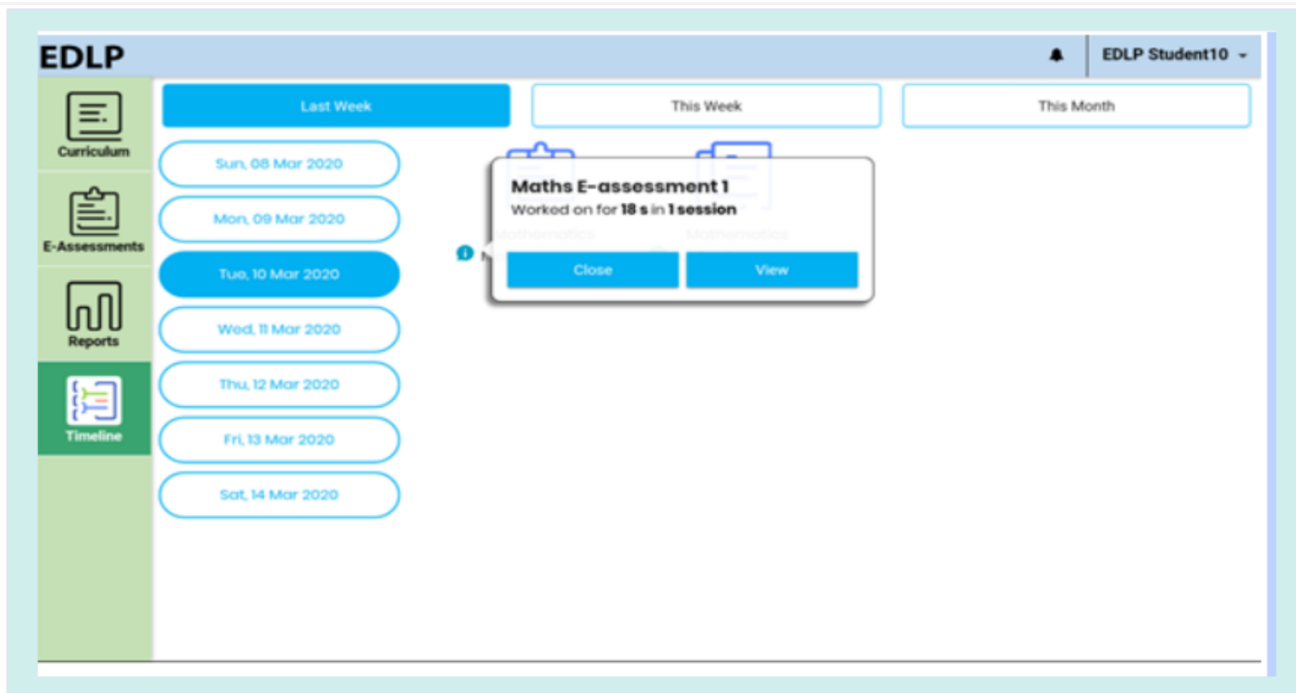 EDLP
EDLP Student10
Curriculum
E-Assessments
Reports
Timeline
Last Week
This Week
This Month
Sun, 08 Mar 2020
Mon, 09 Mar 2020
Tue, 10 Mar 2020
Wed, 11 Mar 2020
Thu, 12 Mar 2020
Fri, 13 Mar 2020
Sat, 14 Mar 2020
Maths E-assessment 1
Worked on for 18 s in 1 session
Mathematics
Mathematics
Close
View